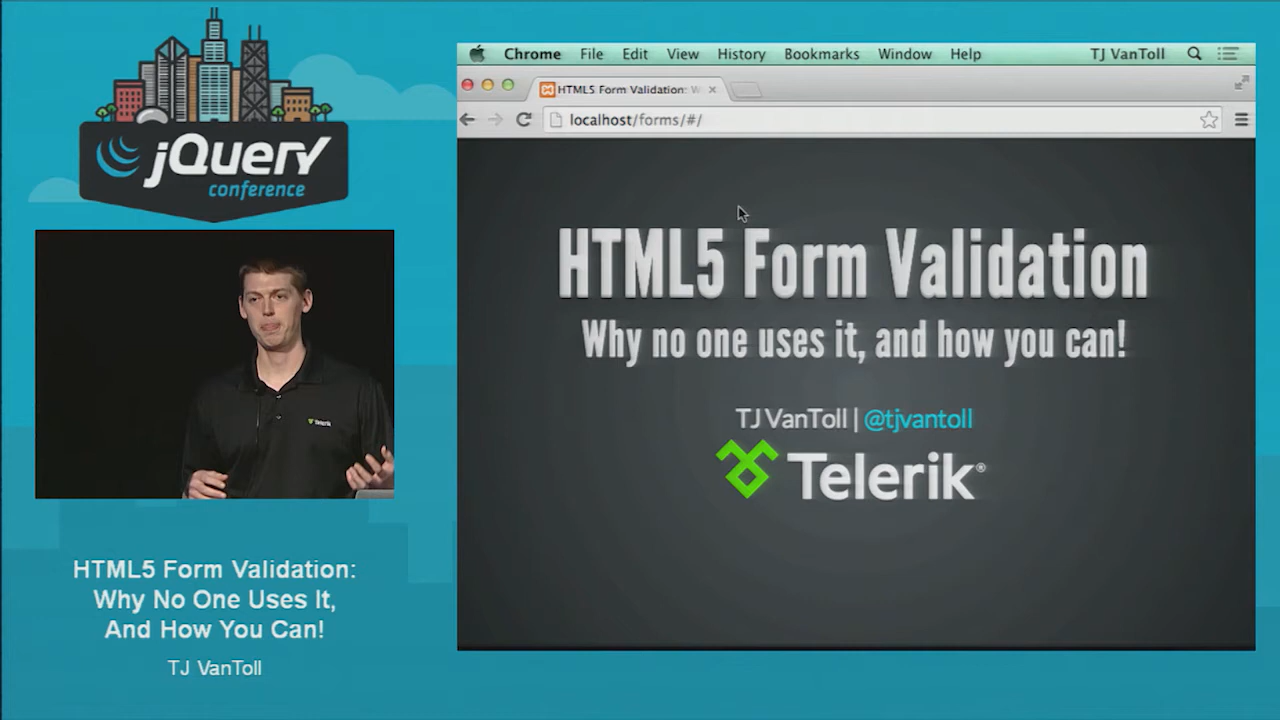 jQuery
conference
Telerik
HTML5 Form Validation:
Why No One Uses It,
And How You Can!
TJ VanToll
Chrome File Edit View History Bookmarks Window Help TJ VanToll
HTML5 Form Validation: W
localhost/forms/#/
HTML5 Form Validation
Why no one uses it, and how you can!
TJ VanToll | @tjvantoll
Telerik®